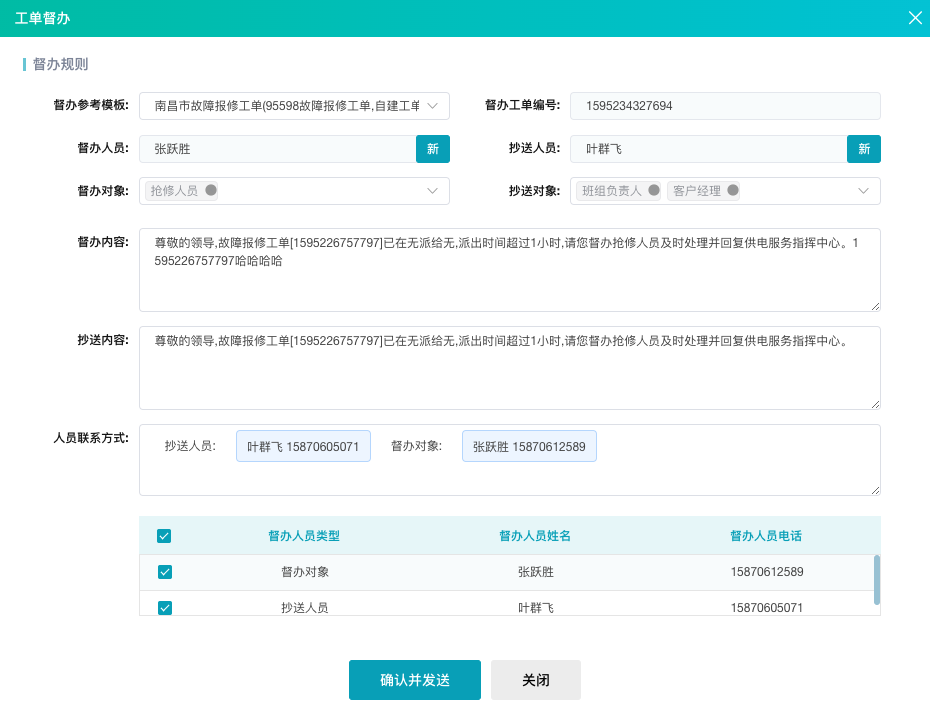 工单督办
督办规则
督办参考模板: 南昌市故障报修工单(95598故障报修工单,自建工单 督办工单编号: 1595234327694
督办人员: 张跃胜 新 抄送人员: 叶群飞 新
督办对象: 抢修人员 抄送对象: 班组负责人 客户经理
督办内容: 尊敬的领导,故障报修工单[1595226757797]已在无派给无,派出时间超过1小时,请您督办抢修人员及时处理并回复供电服务指挥中心。1
595226757797哈哈哈哈
抄送内容: 尊敬的领导,故障报修工单[1595226757797]已在无派给无,派出时间超过1小时,请您督办抢修人员及时处理并回复供电服务指挥中心。
人员联系方式: 抄送人员: 叶群飞 15870605071 督办对象: 张跃胜 15870612589
督办人员类型 督办人员姓名 督办人员电话
督办对象 张跃胜 15870612589
抄送人员 叶群飞 15870605071
确认并发送 关闭